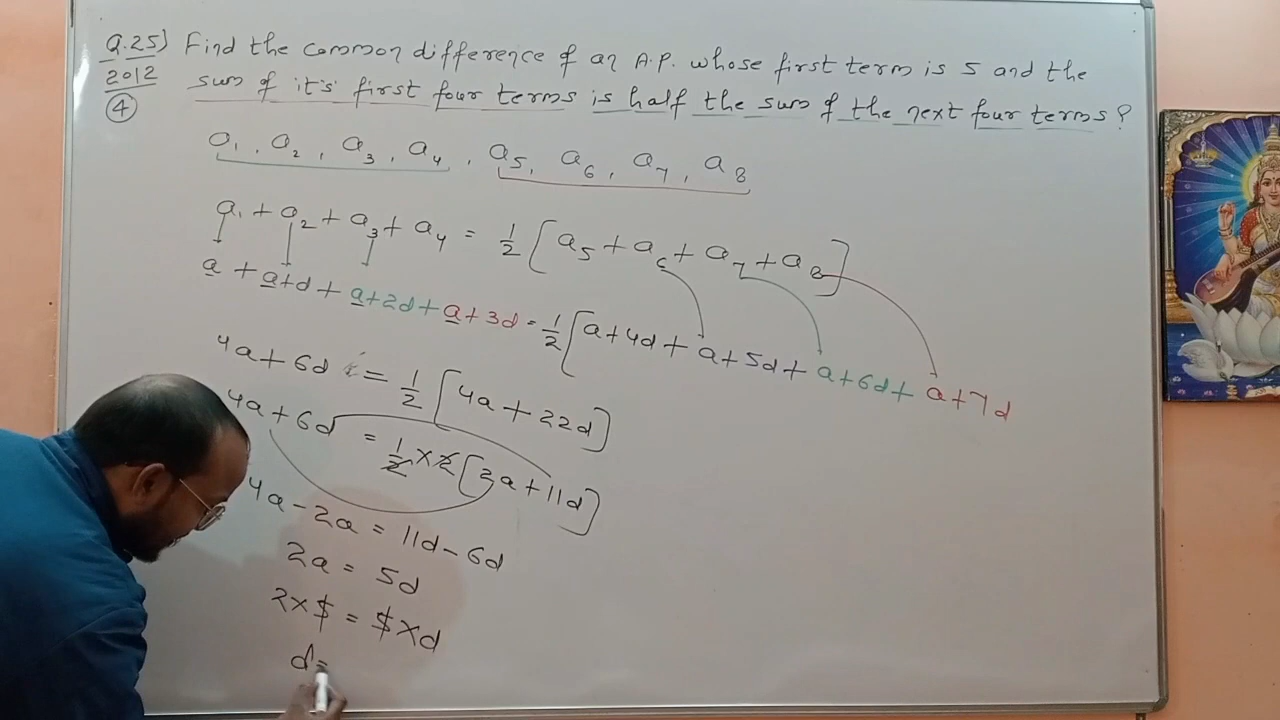 Q.25) Find the common difference of an A.P. whose first term is 5 and the
2012 sum of it's first four terms is half the sum of the next four terms?
④
a₁, a₂, a₃, a₄, a₅, a₆, a₇, a₈
a₁ + a₂ + a₃ + a₄ = 1/2 [a₅ + a₆ + a₇ + a₈]
a + a+d + a+2d + a+3d = 1/2 [a+4d + a+5d + a+6d + a+7d
4a + 6d = 1/2 [4a + 22d]
4a + 6d = 1/2 × 2 [2a + 11d]
4a - 2a = 11d - 6d
2a = 5d
2 × 5 = 5 × d
d =